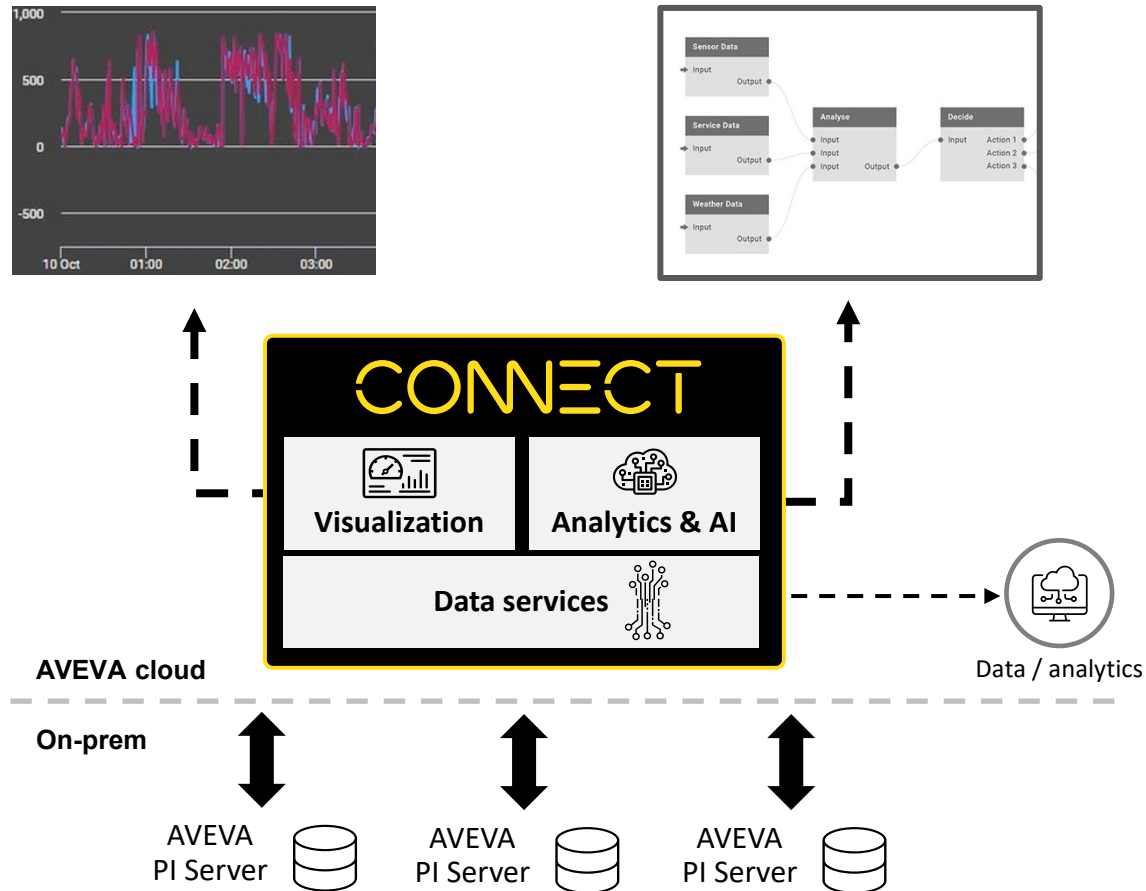 1,000
500
0
-500
10 Oct 01:00 02:00 03:00
Sensor Data
Input
Output
Service Data
Input
Output
Weather Data
Input
Output
Analyse
Input
Input
Input Output
Decide
Input Action 1
Action 2
Action 3
CONNECT
Visualization
Analytics & AI
Data services
Data / analytics
AVEVA cloud
On-prem
AVEVA
PI Server
AVEVA
PI Server
AVEVA
PI Server